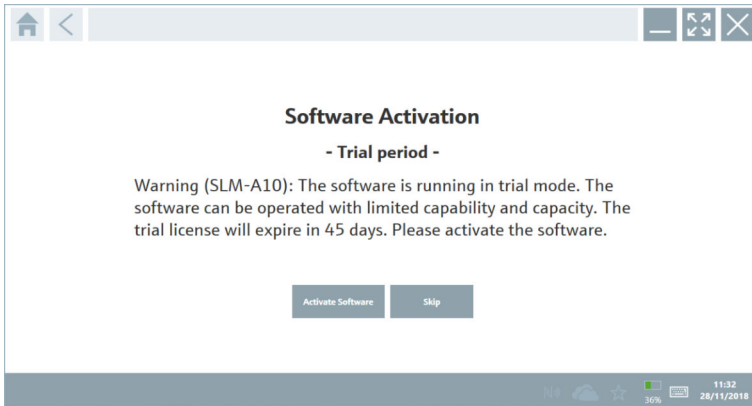 Software Activation
- Trial period -
Warning (SLM-A10): The software is running in trial mode. The
software can be operated with limited capability and capacity. The
trial license will expire in 45 days. Please activate the software.
Activate Software Skip
36%
11:32
28/11/2018